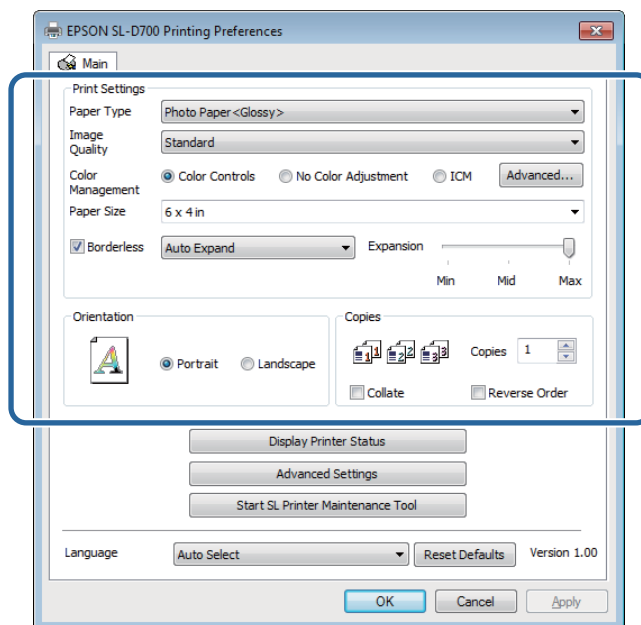 EPSON SL-D700 Printing Preferences
Main
Print Settings
Paper Type Photo Paper<Glossy>
Image Quality Standard
Color Management Color Controls No Color Adjustment ICM Advanced...
Paper Size 6 x 4 in
Borderless Auto Expand Expansion
Min Mid Max
Orientation
Portrait Landscape
Copies
Copies 1
Collate Reverse Order
Display Printer Status
Advanced Settings
Start SL Printer Maintenance Tool
Language Auto Select Reset Defaults Version 1.00
OK Cancel Apply